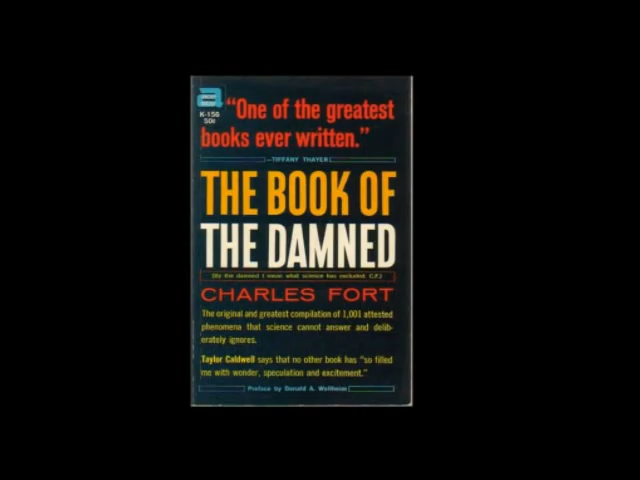 a
K-156
50¢
"One of the greatest
books ever written."
—TIFFANY THAYER
THE BOOK OF
THE DAMNED
(By the damned I mean what science has excluded. C.F.)
CHARLES FORT
The original and greatest compilation of 1,001 attested
phenomena that science cannot answer and delib-
erately ignores.
Taylor Caldwell says that no other book has "so filled
me with wonder, speculation and excitement."
Preface by Donald A. Wollheim